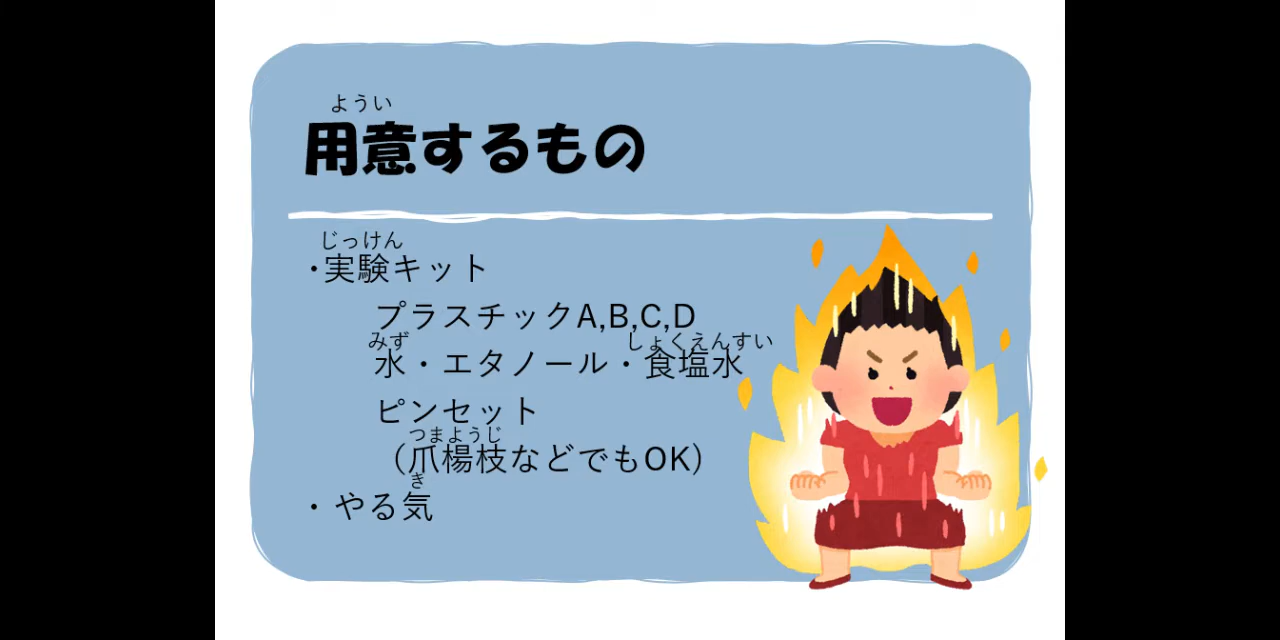 ようい
用意するもの
じっけん
・実験キット
プラスチックA,B,C,D
みず しょくえんすい
水・エタノール・食塩水
ピンセット
つまようじ
（爪楊枝などでもOK）
き
・やる気